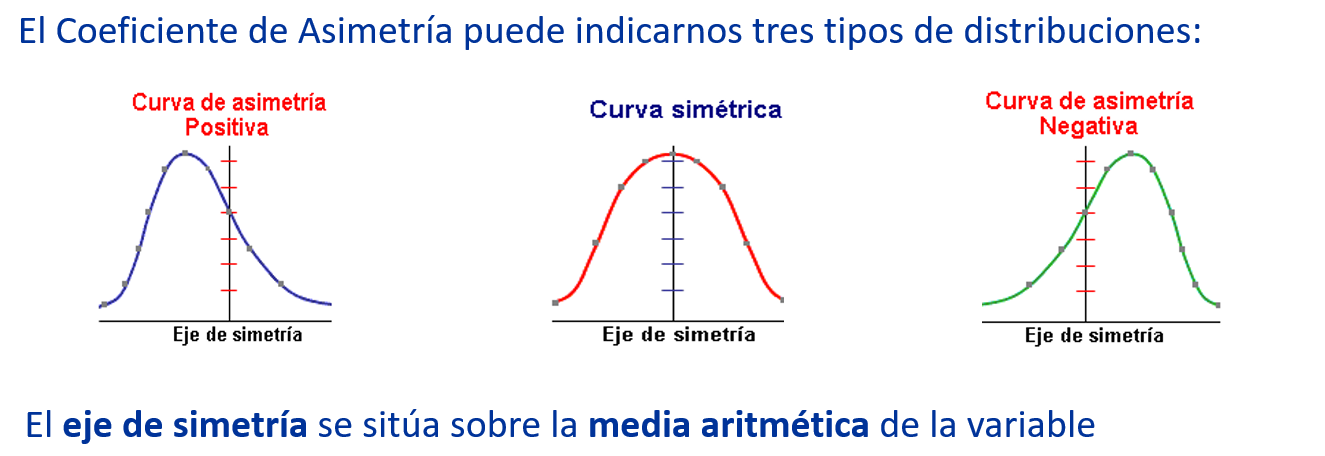 El Coeficiente de Asimetría puede indicarnos tres tipos de distribuciones:
Curva de asimetría
Positiva
Eje de simetría
Curva simétrica
Eje de simetría
Curva de asimetría
Negativa
Eje de simetría
El eje de simetría se sitúa sobre la media aritmética de la variable